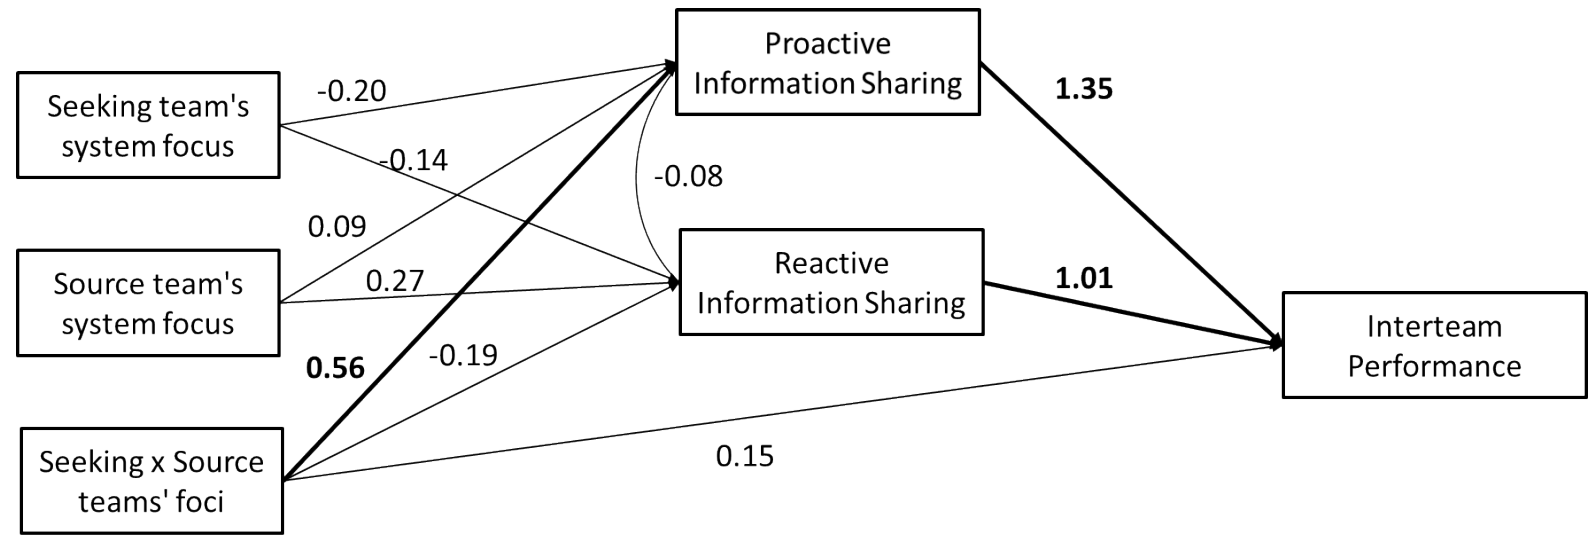 Proactive
Information Sharing
-0.20
1.35
Seeking team's
system focus
-0.14
-0.08
0.09
Source team's
system focus
0.27
Reactive
Information Sharing
1.01
Interteam
Performance
0.56
-0.19
0.15
Seeking x Source
teams' foci